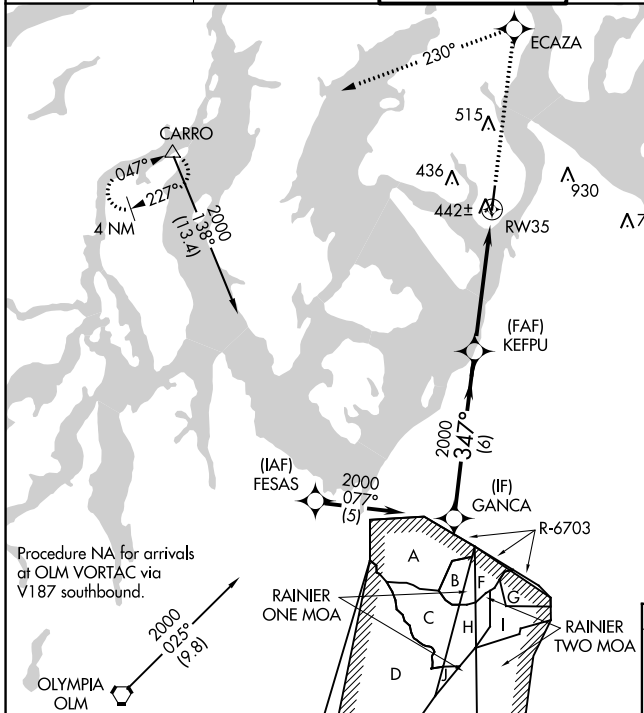 ECAZA
230°
515
CARRO
047°
227°
4 NM
2000
138°
(13.4)
436
930
442±
RW35
(FAF)
KEFPU
2000
347°
(6)
(IAF)
FESAS
2000
077°
(5)
(IF)
GANCA
R-6703
Procedure NA for arrivals
at OLM VORTAC via
V187 southbound.
A
B
F
G
RAINIER
ONE MOA
C
H
I
RAINIER
TWO MOA
D
J
2000
025°
(9.8)
OLYMPIA
OLM